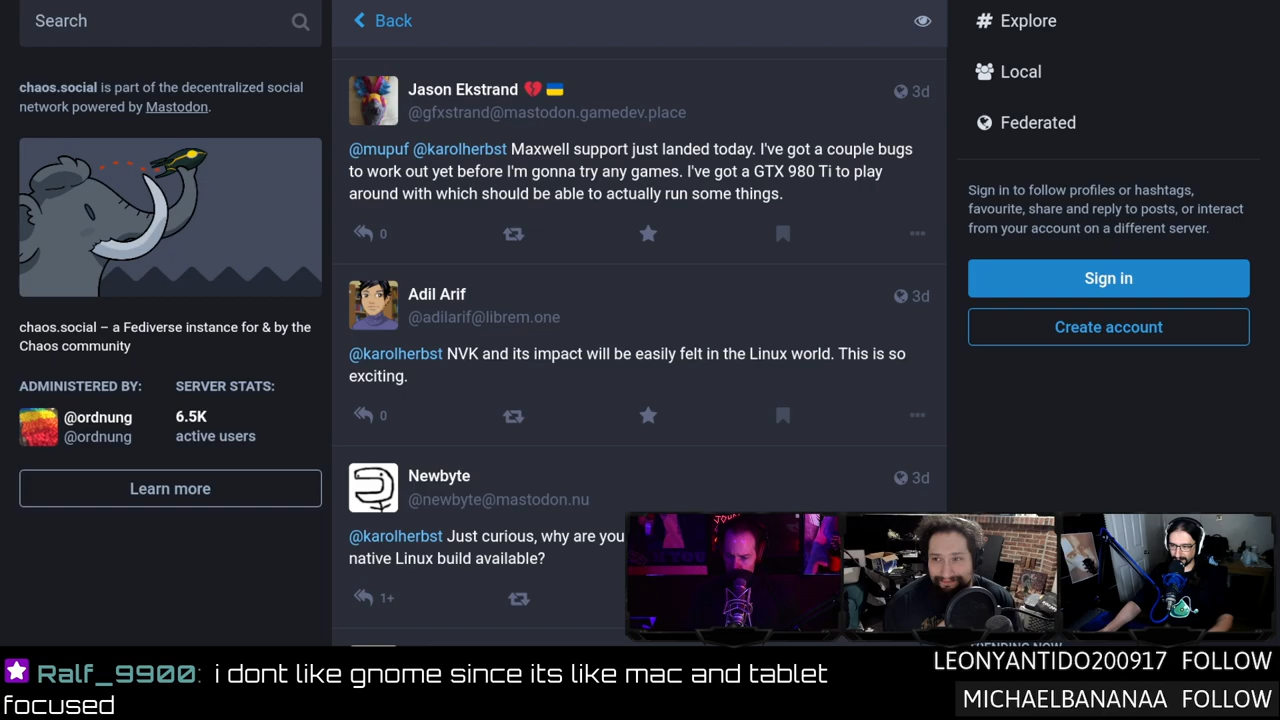 Search
chaos.social is part of the decentralized social
network powered by Mastodon.
chaos.social – a Fediverse instance for & by the
Chaos community
ADMINISTERED BY:
@ordnung
@ordnung
SERVER STATS:
6.5K
active users
Learn more
Back
Jason Ekstrand 💔 🇺🇦
@gfxstrand@mastodon.gamedev.place
3d
@mupuf @karolherbst Maxwell support just landed today. I've got a couple bugs
to work out yet before I'm gonna try any games. I've got a GTX 980 Ti to play
around with which should be able to actually run some things.
0
Adil Arif
@adilarif@librem.one
3d
@karolherbst NVK and its impact will be easily felt in the Linux world. This is so
exciting.
0
Newbyte
@newbyte@mastodon.nu
3d
@karolherbst Just curious, why are you
native Linux build available?
1+
# Explore
Local
Federated
Sign in to follow profiles or hashtags,
favourite, share and reply to posts, or interact
from your account on a different server.
Sign in
Create account
Ralf_9900: i dont like gnome since its like mac and tablet
focused
LEONYANTIDO200917 FOLLOW
MICHAELBANANAA FOLLOW